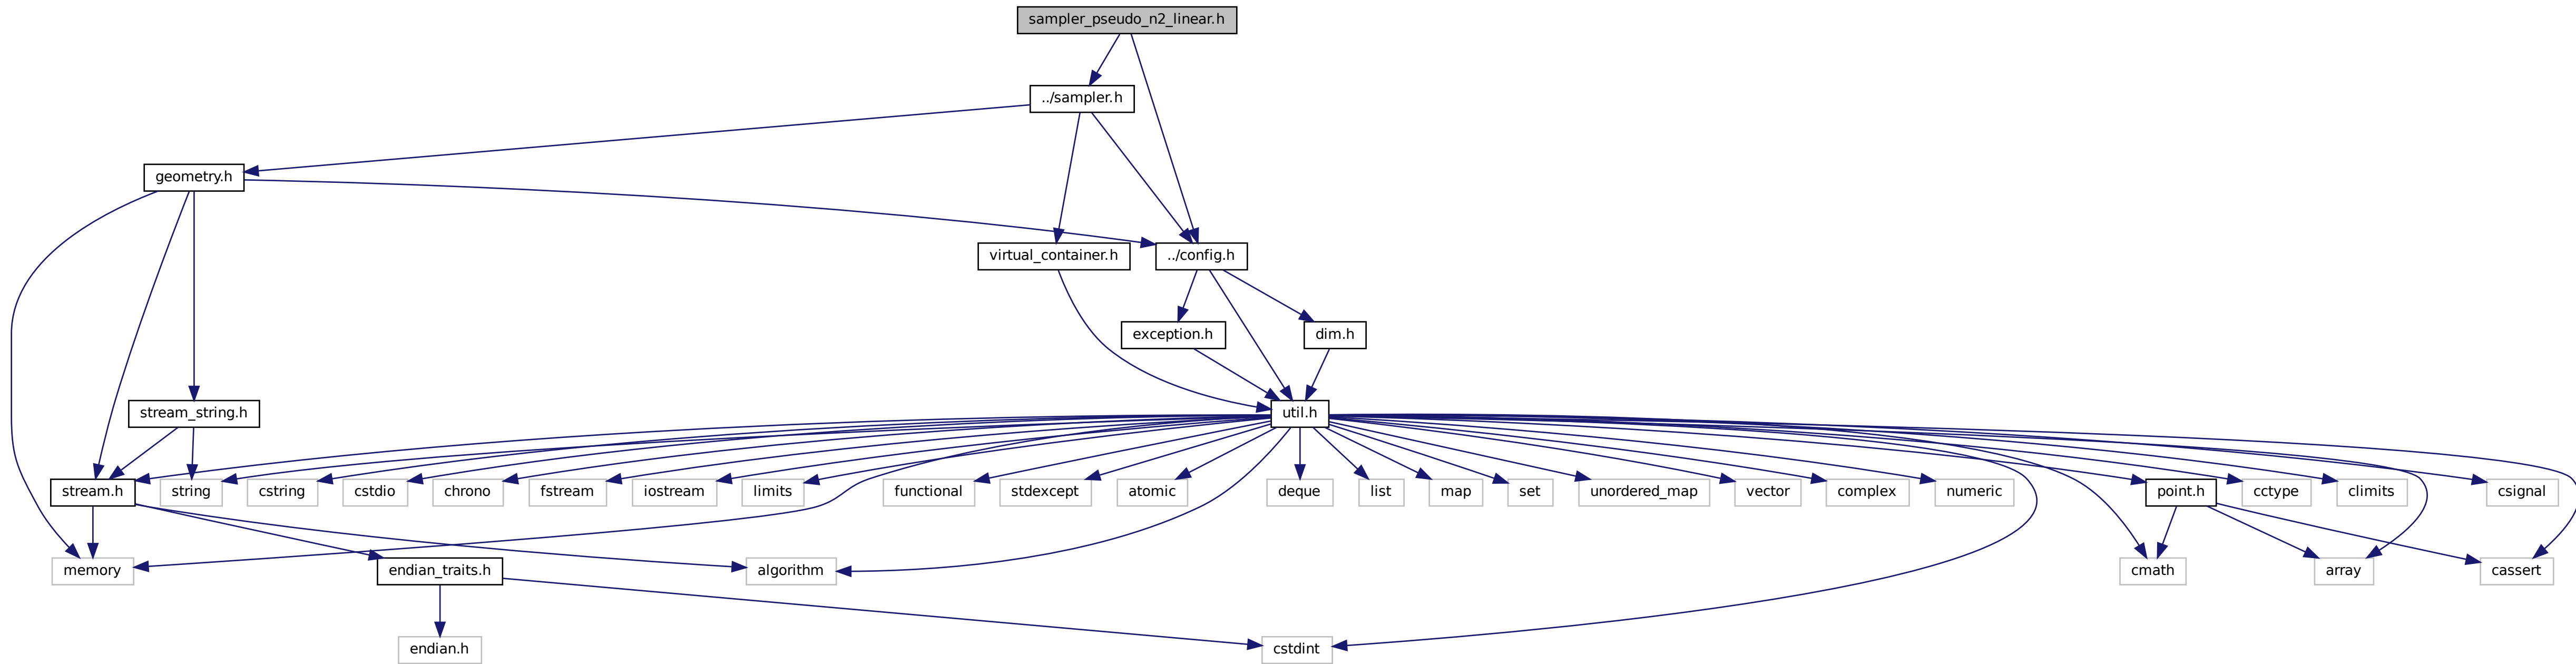 sampler_pseudo_n2_linear.h
../sampler.h
geometry.h
virtual_container.h
../config.h
exception.h
dim.h
stream_string.h
util.h
stream.h
string
cstring
cstdio
chrono
fstream
iostream
limits
functional
stdexcept
atomic
deque
list
map
set
unordered_map
vector
complex
numeric
point.h
cctype
climits
csignal
memory
endian_traits.h
algorithm
cmath
array
cassert
endian.h
cstdint